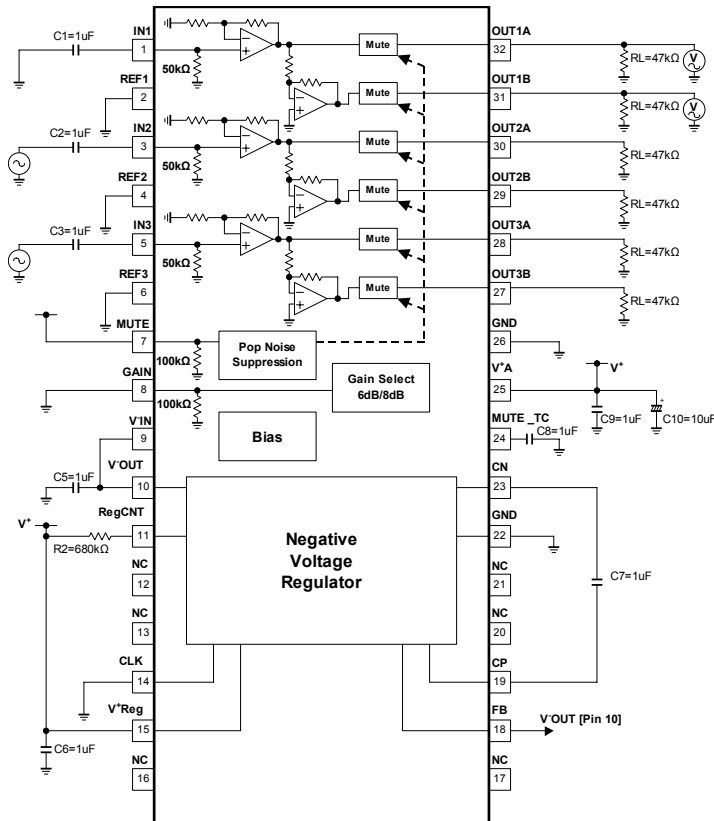 C1=1uF
IN1
1
50kΩ
REF1
2
C2=1uF
IN2
3
50kΩ
REF2
4
C3=1uF
IN3
5
50kΩ
REF3
6
MUTE
7
100kΩ
GAIN
8
100kΩ
V-IN
9
C5=1uF
V-OUT
10
V+
RegCNT
R2=680kΩ
11
NC
12
NC
13
CLK
14
V+Reg
15
C6=1uF
NC
16
Mute
Mute
Mute
Mute
Mute
Mute
Pop Noise
Suppression
Gain Select
6dB/8dB
Bias
Negative
Voltage
Regulator
OUT1A
32
RL=47kΩ
V
OUT1B
31
RL=47kΩ
V
OUT2A
30
RL=47kΩ
OUT2B
29
RL=47kΩ
OUT3A
28
RL=47kΩ
OUT3B
27
RL=47kΩ
GND
26
V+A
25
V+
C9=1uF
+
C10=10uF
MUTE_TC
24
C8=1uF
CN
23
GND
22
C7=1uF
NC
21
NC
20
CP
19
FB
18
V-OUT [Pin 10]
NC
17